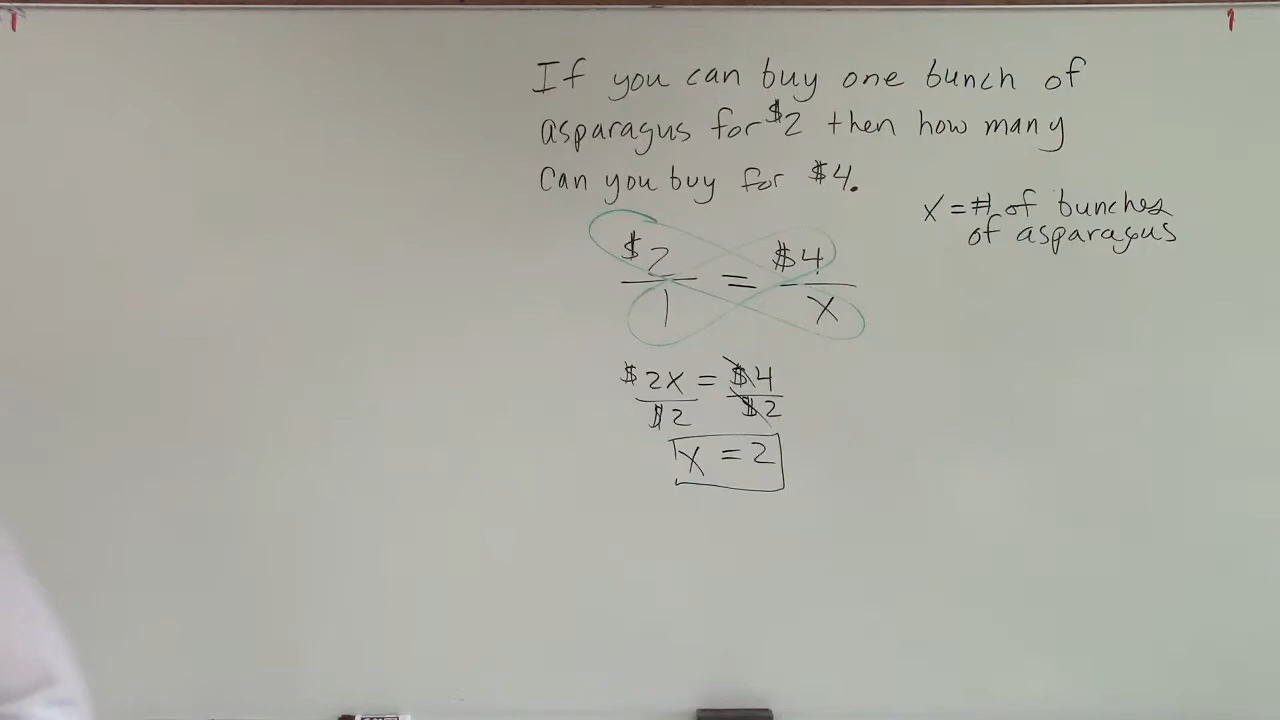 If you can buy one bunch of
asparagus for $2 then how many
Can you buy for $4.
x = # of bunches
of asparagus
$2/1 = $4/x
$2x/$2 = $4/$2
x = 2